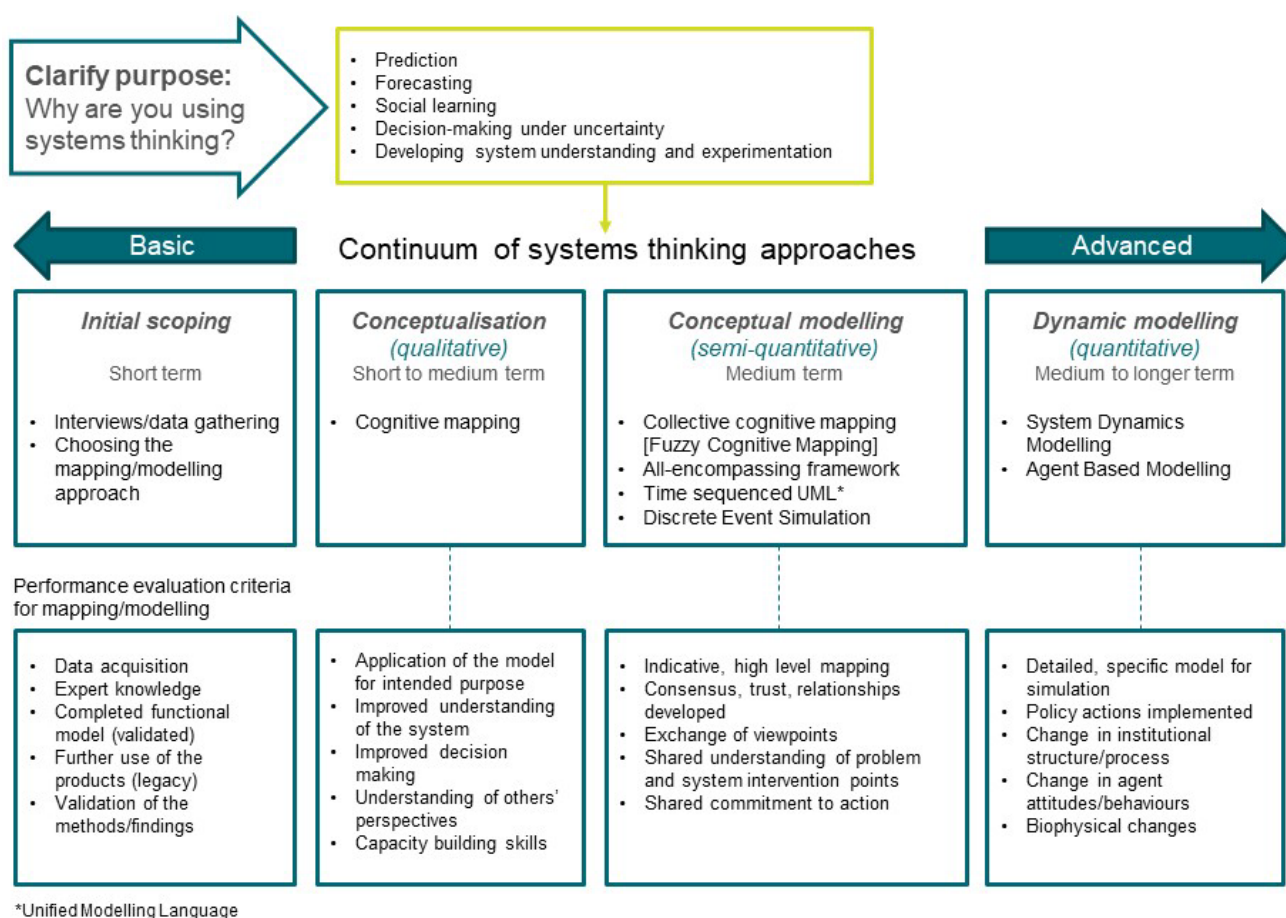 Clarify purpose:
Why are you using
systems thinking?
• Prediction
• Forecasting
• Social learning
• Decision-making under uncertainty
• Developing system understanding and experimentation
Basic
Continuum of systems thinking approaches
Advanced
Initial scoping
Short term
• Interviews/data gathering
• Choosing the
mapping/modelling
approach
Conceptualisation
(qualitative)
Short to medium term
• Cognitive mapping
Conceptual modelling
(semi-quantitative)
Medium term
• Collective cognitive mapping
[Fuzzy Cognitive Mapping]
• All-encompassing framework
• Time sequenced UML*
• Discrete Event Simulation
Dynamic modelling
(quantitative)
Medium to longer term
• System Dynamics
Modelling
• Agent Based Modelling
Performance evaluation criteria
for mapping/modelling
• Data acquisition
• Expert knowledge
• Completed functional
model (validated)
• Further use of the
products (legacy)
• Validation of the
methods/findings
• Application of the model
for intended purpose
• Improved understanding
of the system
• Improved decision
making
• Understanding of others’
perspectives
• Capacity building skills
• Indicative, high level mapping
• Consensus, trust, relationships
developed
• Exchange of viewpoints
• Shared understanding of problem
and system intervention points
• Shared commitment to action
• Detailed, specific model for
simulation
• Policy actions implemented
• Change in institutional
structure/process
• Change in agent
attitudes/behaviours
• Biophysical changes
*Unified Modelling Language